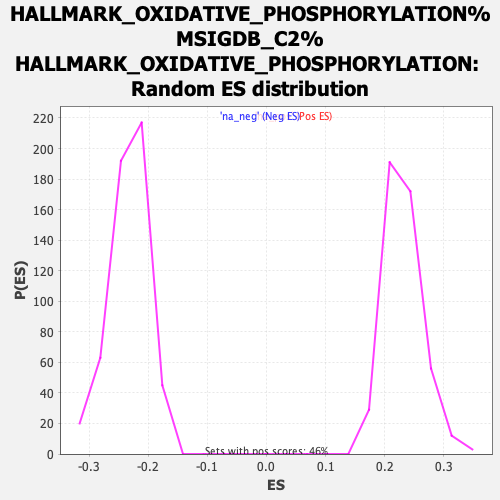 HALLMARK_OXIDATIVE_PHOSPHORYLATION%
MSIGDB_C2%
HALLMARK_OXIDATIVE_PHOSPHORYLATION:
Random ES distribution
'na_neg' (Neg ES)Pos ES)
220
200
180
160
140
120
100
80
60
40
20
0
P(ES)
Sets with pos scores: 46%
-0.3 -0.2 -0.1 0.0 0.1 0.2 0.3
ES